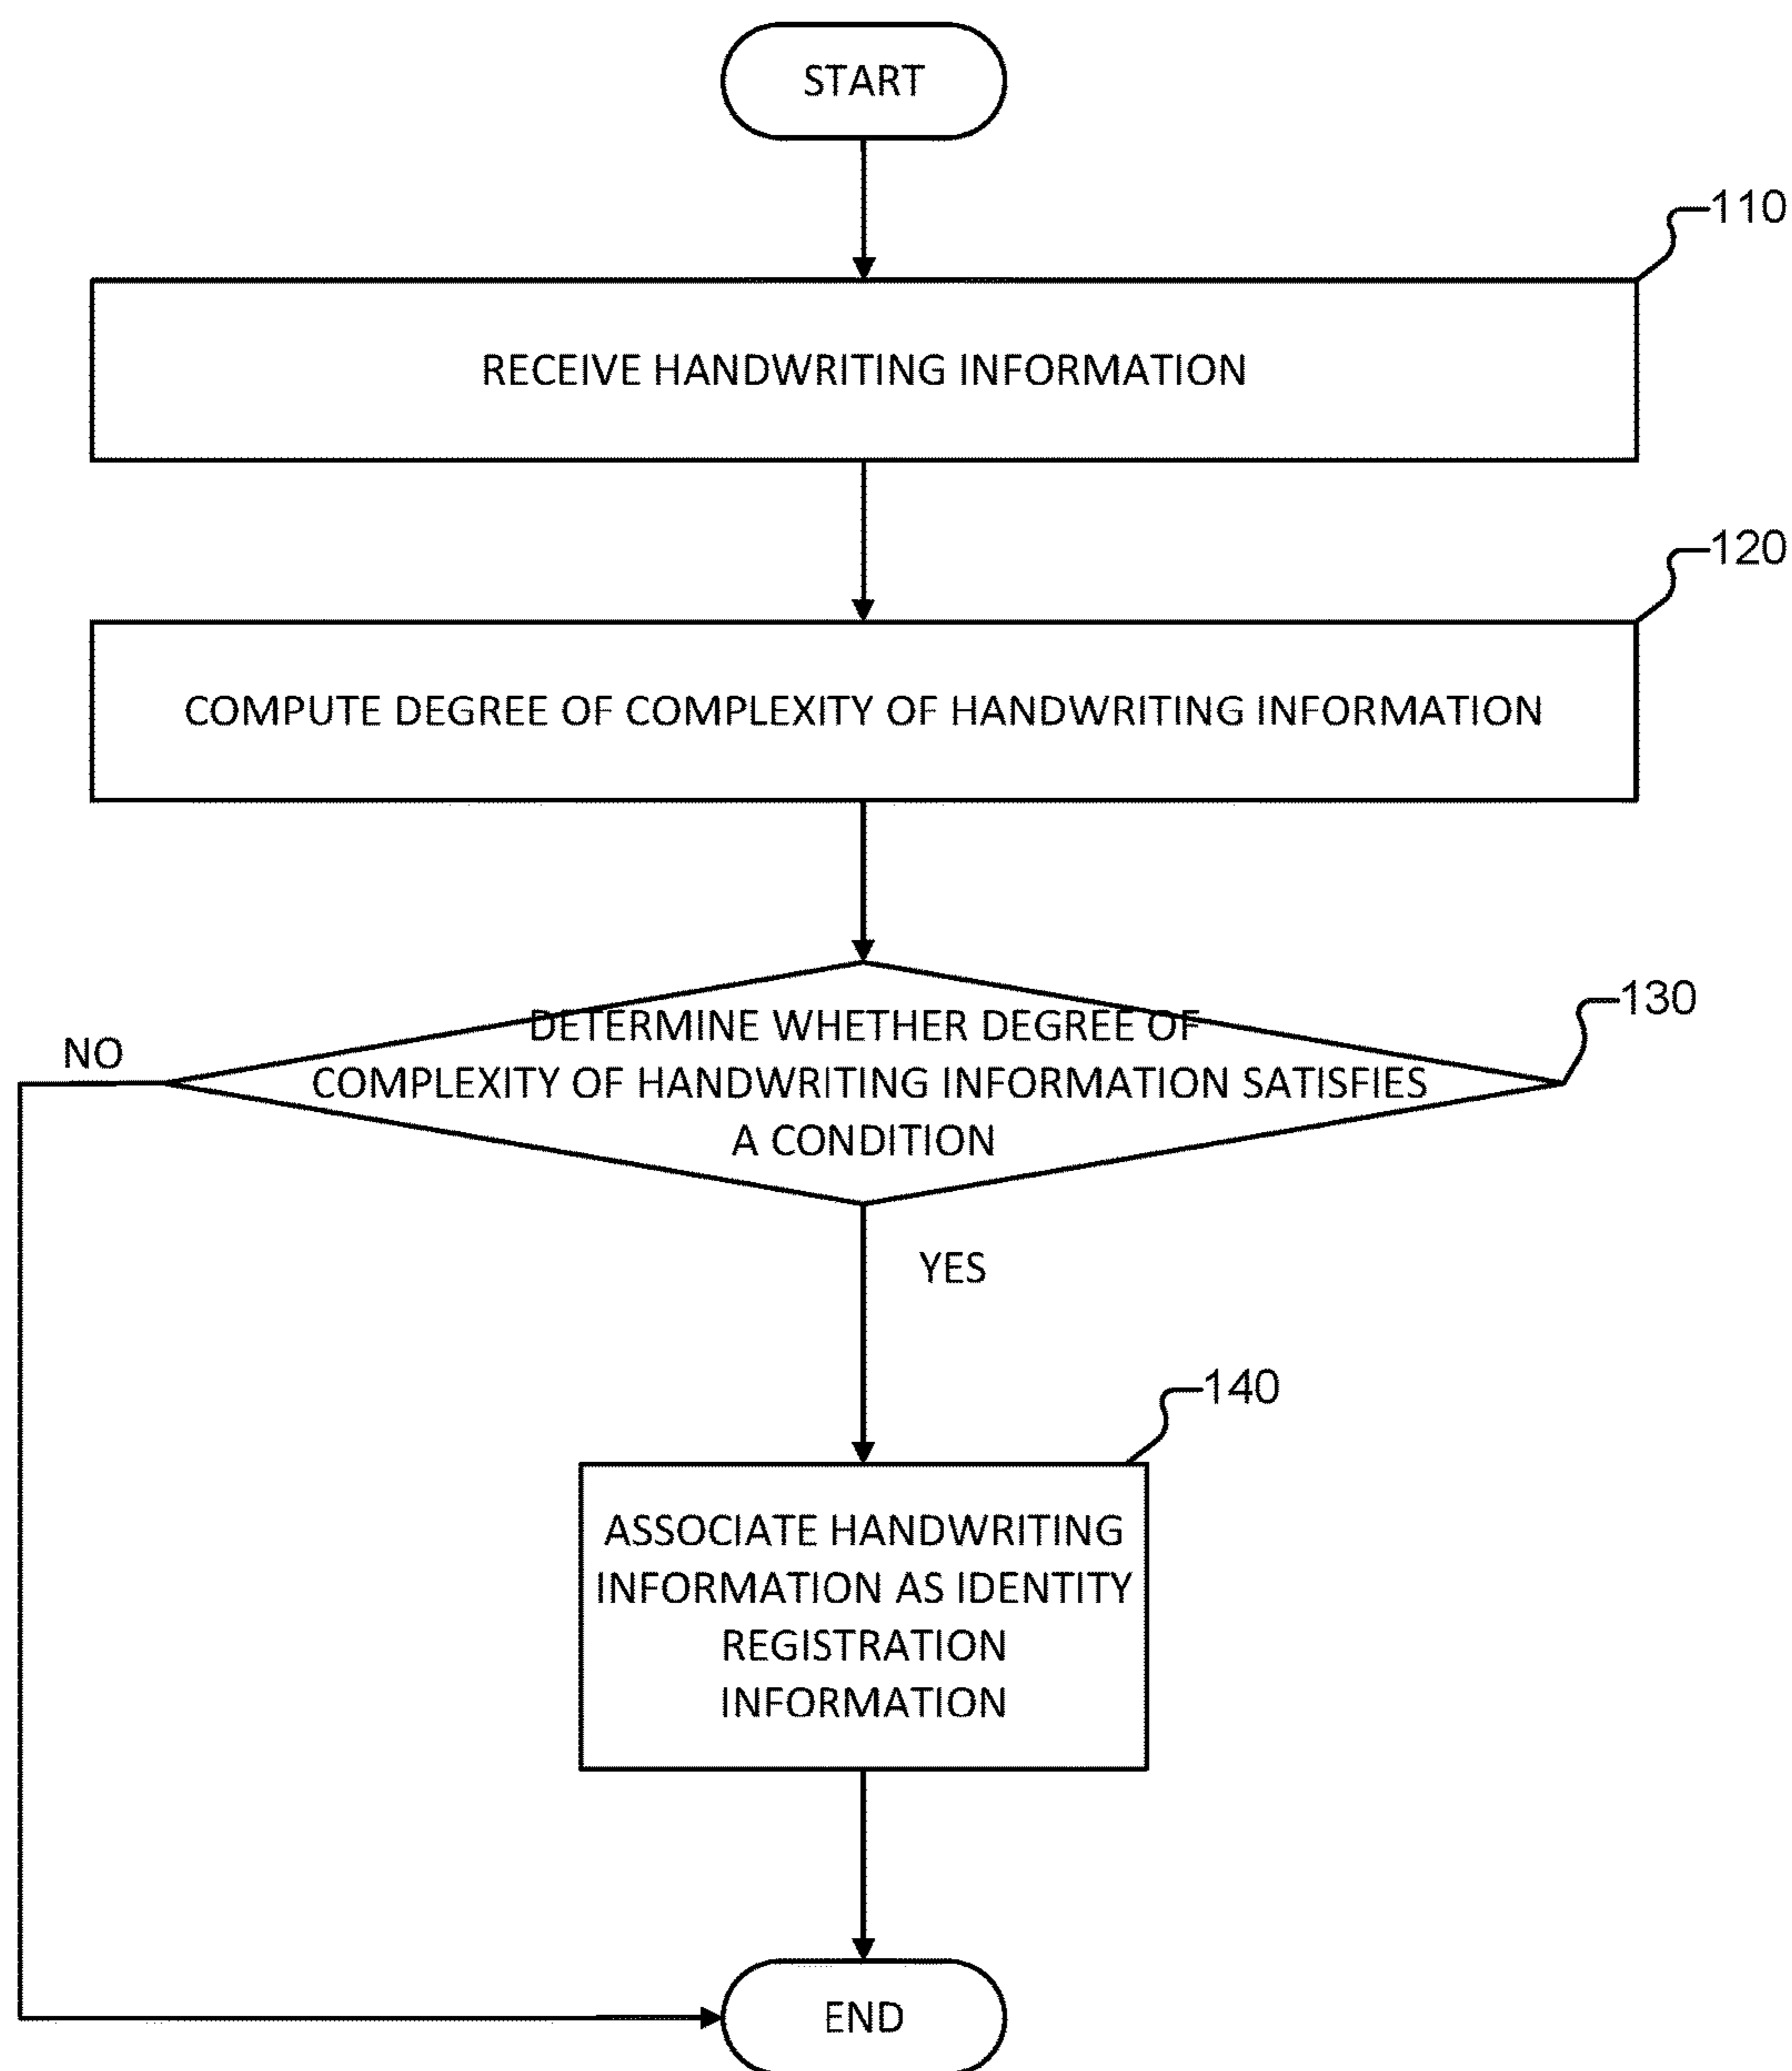 START
110
RECEIVE HANDWRITING INFORMATION
120
COMPUTE DEGREE OF COMPLEXITY OF HANDWRITING INFORMATION
130
NO
DETERMINE WHETHER DEGREE OF
COMPLEXITY OF HANDWRITING INFORMATION SATISFIES
A CONDITION
YES
140
ASSOCIATE HANDWRITING
INFORMATION AS IDENTITY
REGISTRATION
INFORMATION
END